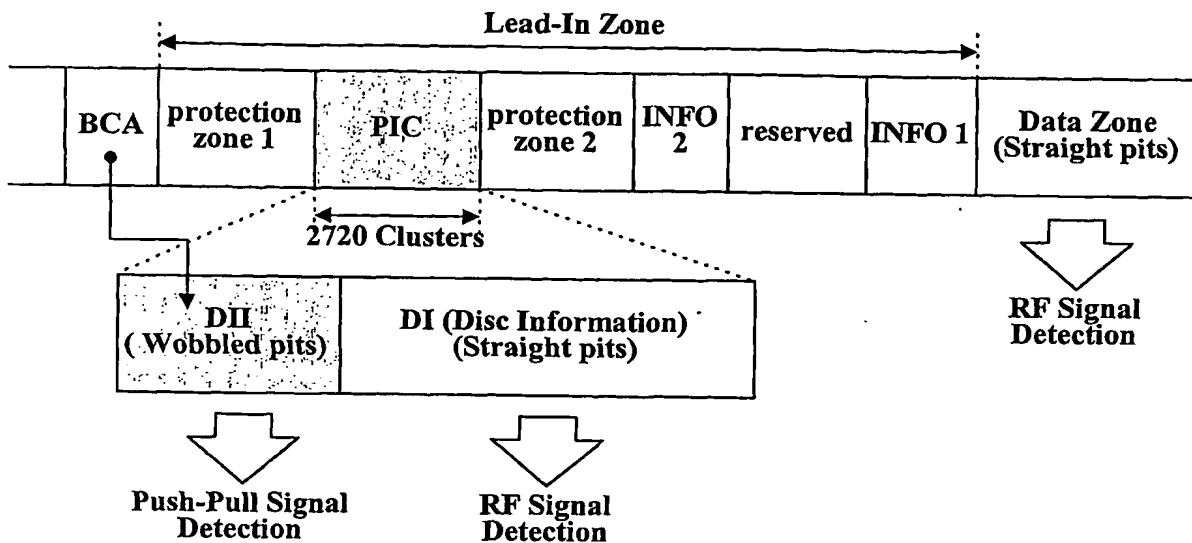 Lead-In Zone
BCA
protection
zone 1
PIC
protection
zone 2
INFO
2
reserved
INFO 1
Data Zone
(Straight pits)
2720 Clusters
DII
( Wobbled pits)
DI (Disc Information)
(Straight pits)
RF Signal
Detection
Push-Pull Signal
Detection
RF Signal
Detection